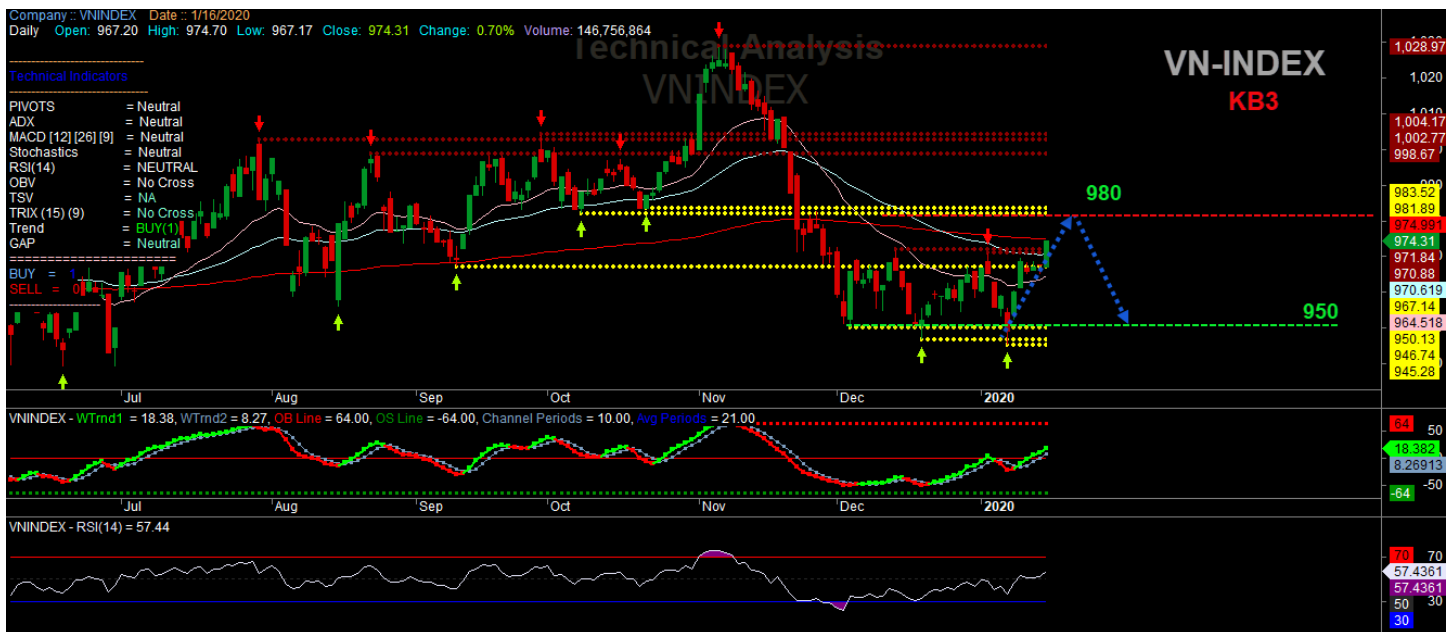 Company :: VNINDEX Date :: 1/16/2020
Daily Open: 967.20 High: 974.70 Low: 967.17 Close: 974.31 Change: 0.70% Volume: 146,756,864
Technical Analysis
VNINDEX
VN-INDEX
KB3
Technical Indicators
PIVOTS = Neutral
ADX = Neutral
MACD [12] [26] [9] = Neutral
Stochastics = Neutral
RSI(14) = NEUTRAL
OBV = No Cross
TSV = NA
TRIX (15) (9) = No Cross
Trend = BUY(1)
GAP = Neutral
BUY = 1
SELL = 0
980
950
1,028.97
1,020
1,010
1,004.17
1,002.77
998.67
983.52
981.89
974.991
974.31
971.84
970.88
970.619
967.14
964.518
950.13
946.74
945.28
Jul Aug Sep Oct Nov Dec 2020
VNINDEX - WTrnd1 = 18.38, WTrnd2 = 8.27, OB Line = 64.00, OS Line = -64.00, Channel Periods = 10.00, Avg Periods = 21.00
64
50
18.382
8.26913
-50
-64
Jul Aug Sep Oct Nov Dec 2020
VNINDEX - RSI(14) = 57.44
70 70
57.4361
57.4361
50 30
30